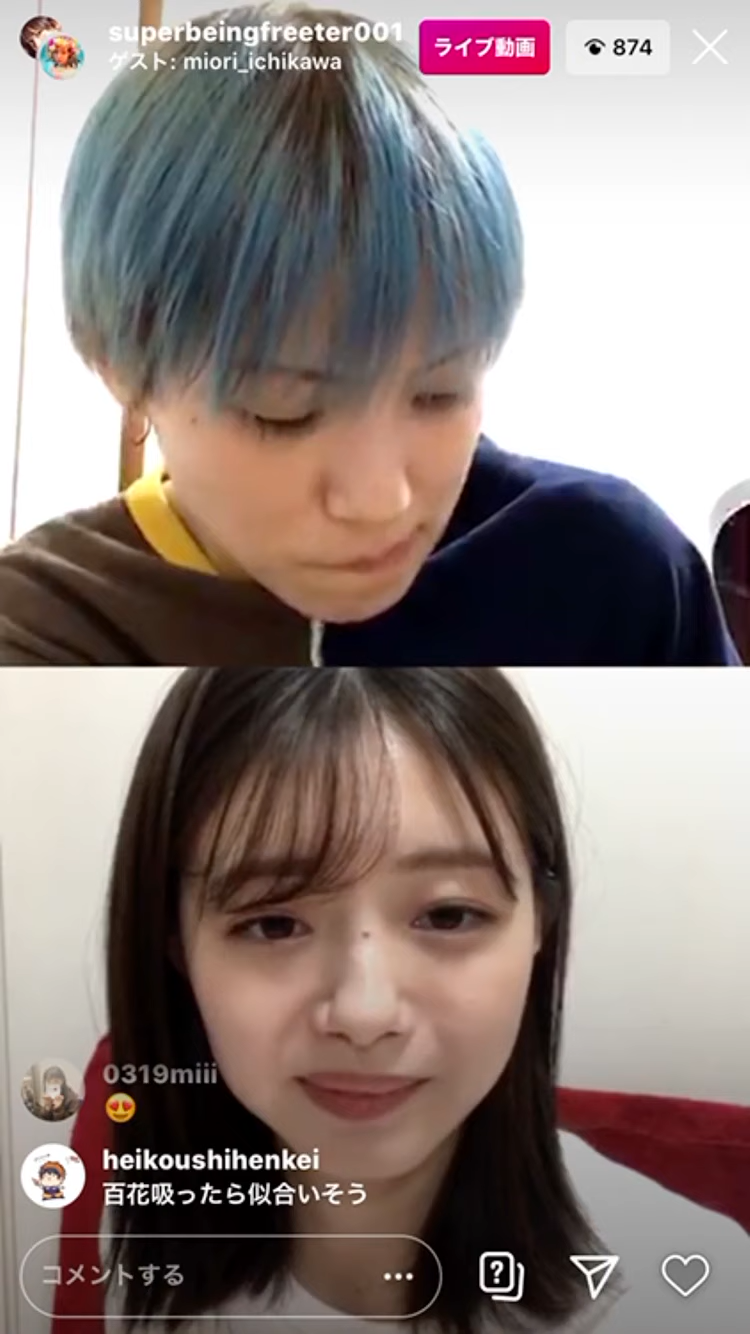 superbeingfreeter001
ゲスト: miori_ichikawa
ライブ動画
874
0319miii
😍
heikoushihenkei
百花吸ったら似合いそう
コメントする